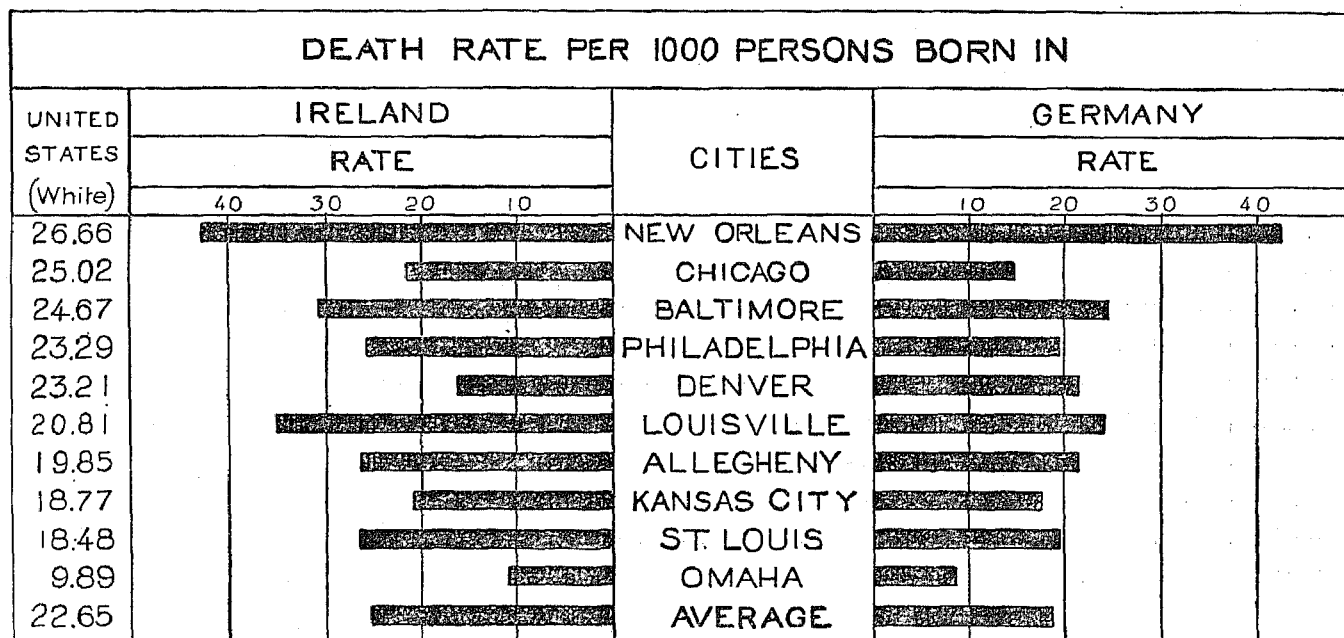 DEATH RATE PER 1000 PERSONS BORN IN
UNITED STATES (White)
IRELAND
RATE
40 30 20 10
CITIES
GERMANY
RATE
10 20 30 40
26.66 NEW ORLEANS
25.02 CHICAGO
24.67 BALTIMORE
23.29 PHILADELPHIA
23.21 DENVER
20.81 LOUISVILLE
19.85 ALLEGHENY
18.77 KANSAS CITY
18.48 ST. LOUIS
9.89 OMAHA
22.65 AVERAGE